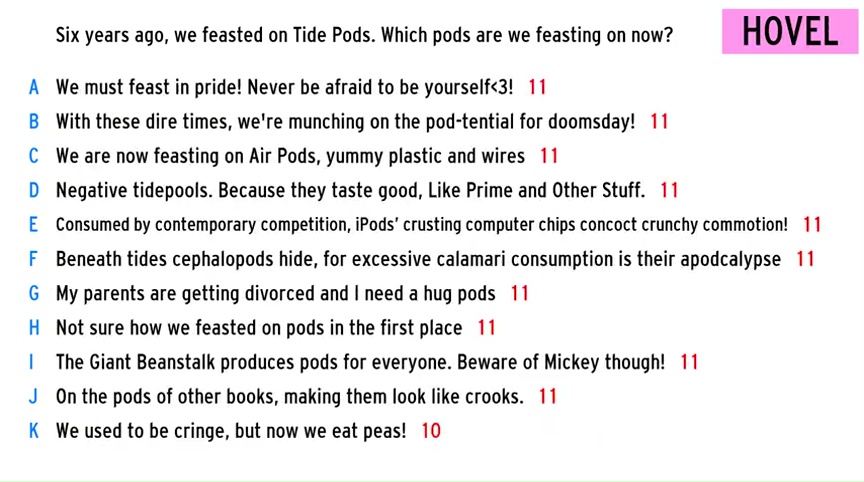 Six years ago, we feasted on Tide Pods. Which pods are we feasting on now?
HOVEL
A We must feast in pride! Never be afraid to be yourself<3! 11
B With these dire times, we're munching on the pod-tential for doomsday! 11
C We are now feasting on Air Pods, yummy plastic and wires 11
D Negative tidepools. Because they taste good, Like Prime and Other Stuff. 11
E Consumed by contemporary competition, iPods’ crusting computer chips concoct crunchy commotion! 11
F Beneath tides cephalopods hide, for excessive calamari consumption is their apodcalypse 11
G My parents are getting divorced and I need a hug pods 11
H Not sure how we feasted on pods in the first place 11
I The Giant Beanstalk produces pods for everyone. Beware of Mickey though! 11
J On the pods of other books, making them look like crooks. 11
K We used to be cringe, but now we eat peas! 10